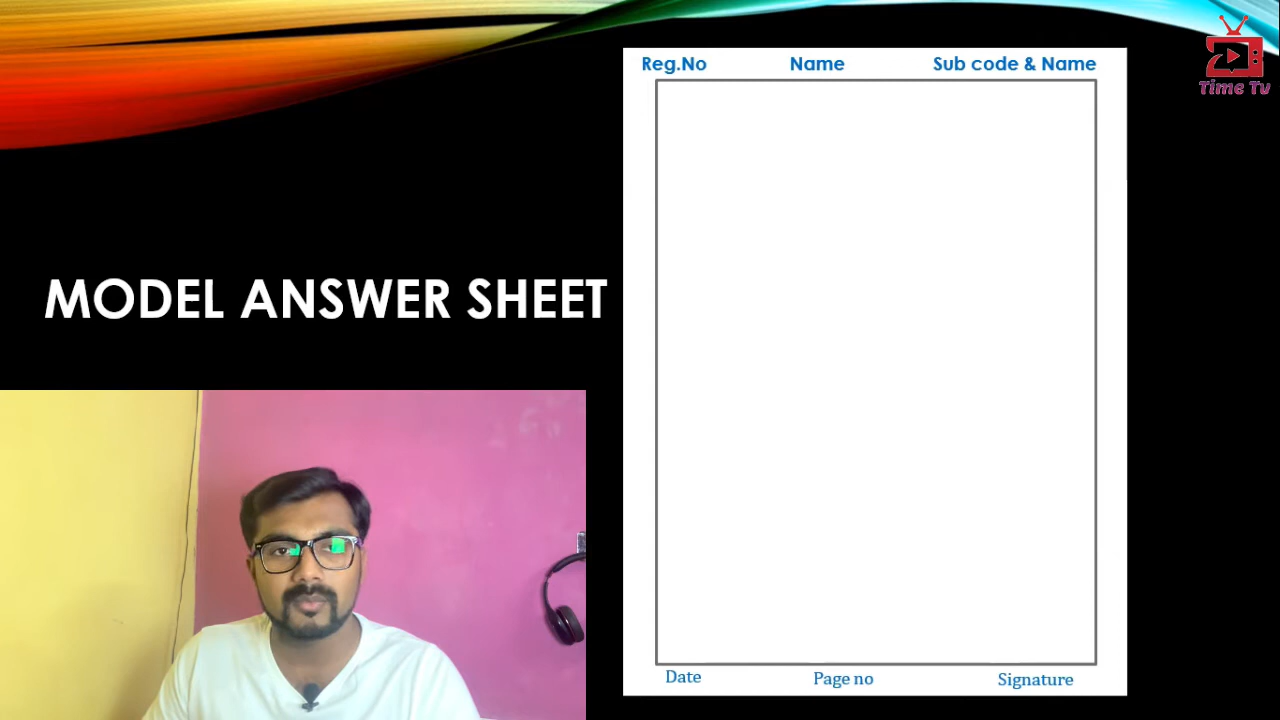 Reg.No Name Sub code & Name
Time Tv
MODEL ANSWER SHEET
Date Page no Signature